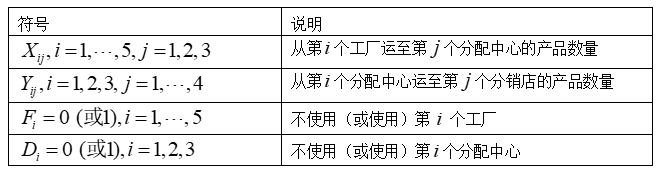 符号 说明
X_{ij}, i = 1,⋯,5, j = 1,2,3 从第 i 个工厂运至第 j 个分配中心的产品数量
Y_{ij}, i = 1,2,3, j = 1,⋯,4 从第 i 个分配中心运至第 j 个分销店的产品数量
F_i = 0 (或1), i = 1,⋯,5 不使用（或使用）第 i 个工厂
D_i = 0 (或1), i = 1,2,3 不使用（或使用）第 i 个分配中心